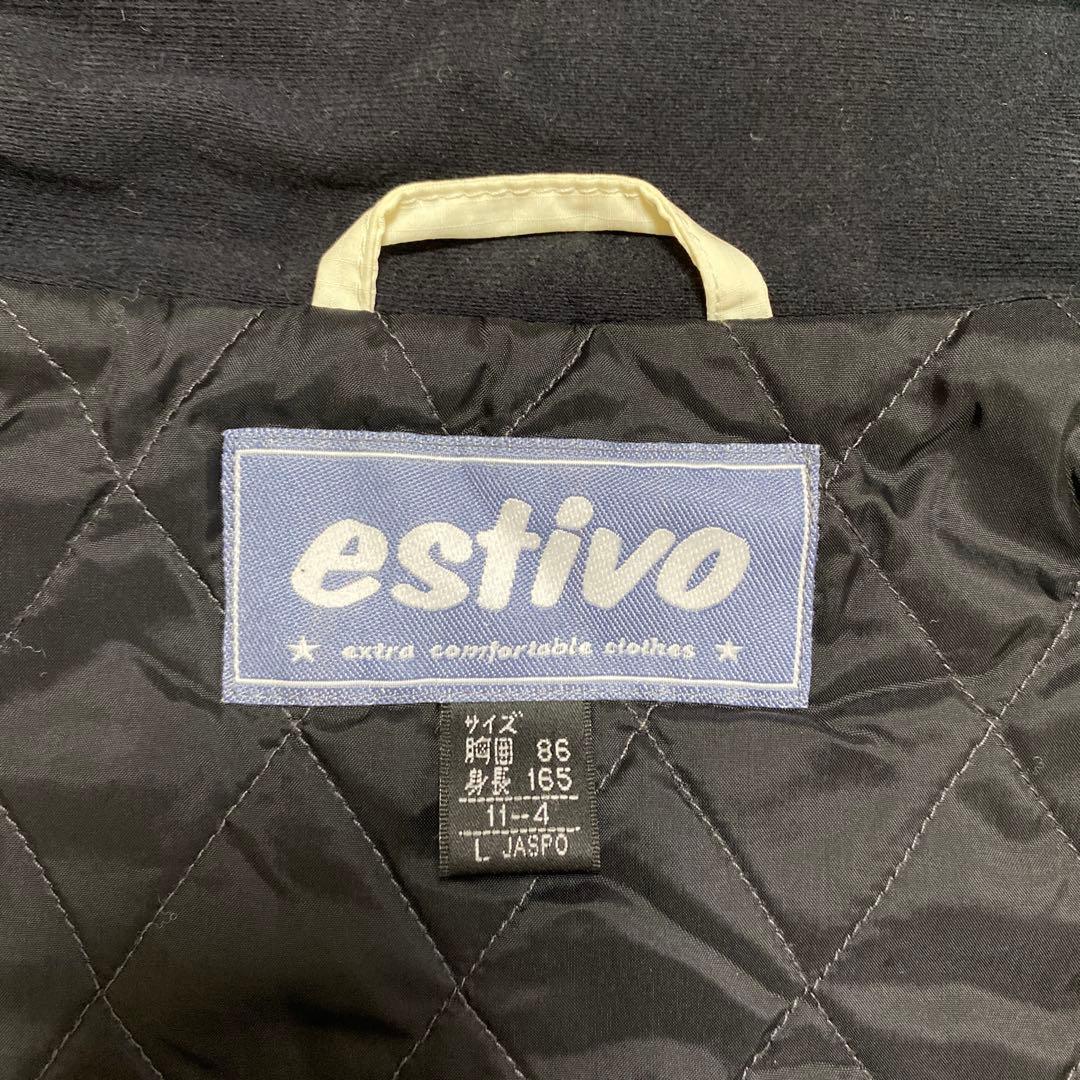 estivo
★ extra comfortable clothes ★
サイズ
胸囲 86
身長 165
11--4
L JASPO